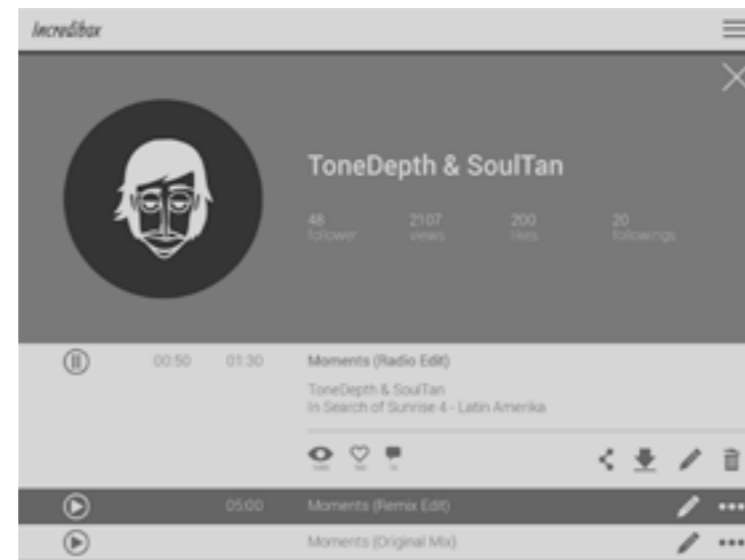 Incredibox
ToneDepth & SoulTan
48 2107 200 20
follower views likes followings
00:50 01:30 Moments (Radio Edit)
ToneDepth & SoulTan
In Search of Sunrise 4 - Latin Amerika
05:00 Moments (Remix Edit)
Moments (Original Mix)